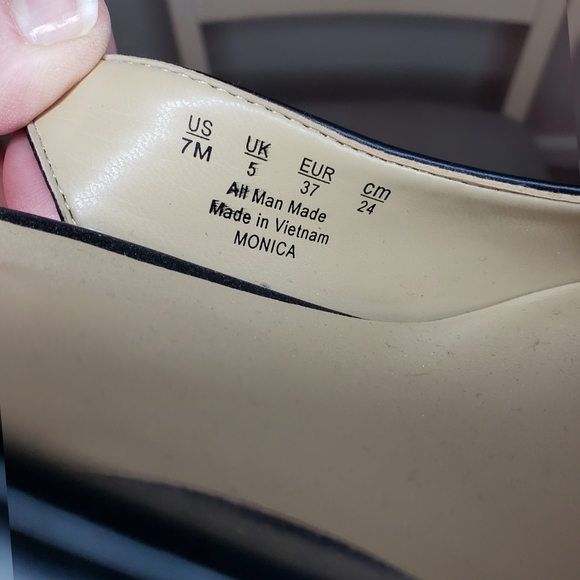 US UK EUR cm
7M 5 37 24
All Man Made
Made in Vietnam
MONICA